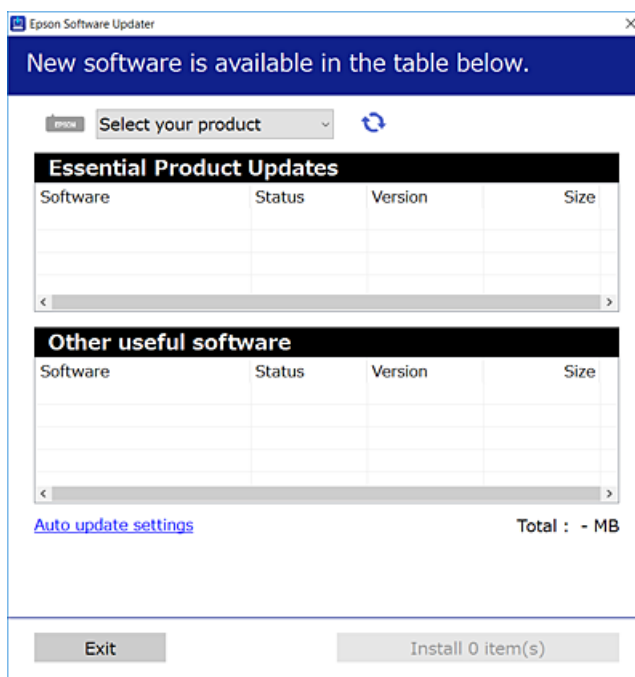 Epson Software Updater
New software is available in the table below.
EPSON Select your product
Essential Product Updates
Software Status Version Size
Other useful software
Software Status Version Size
Auto update settings Total : - MB
Exit Install 0 item(s)